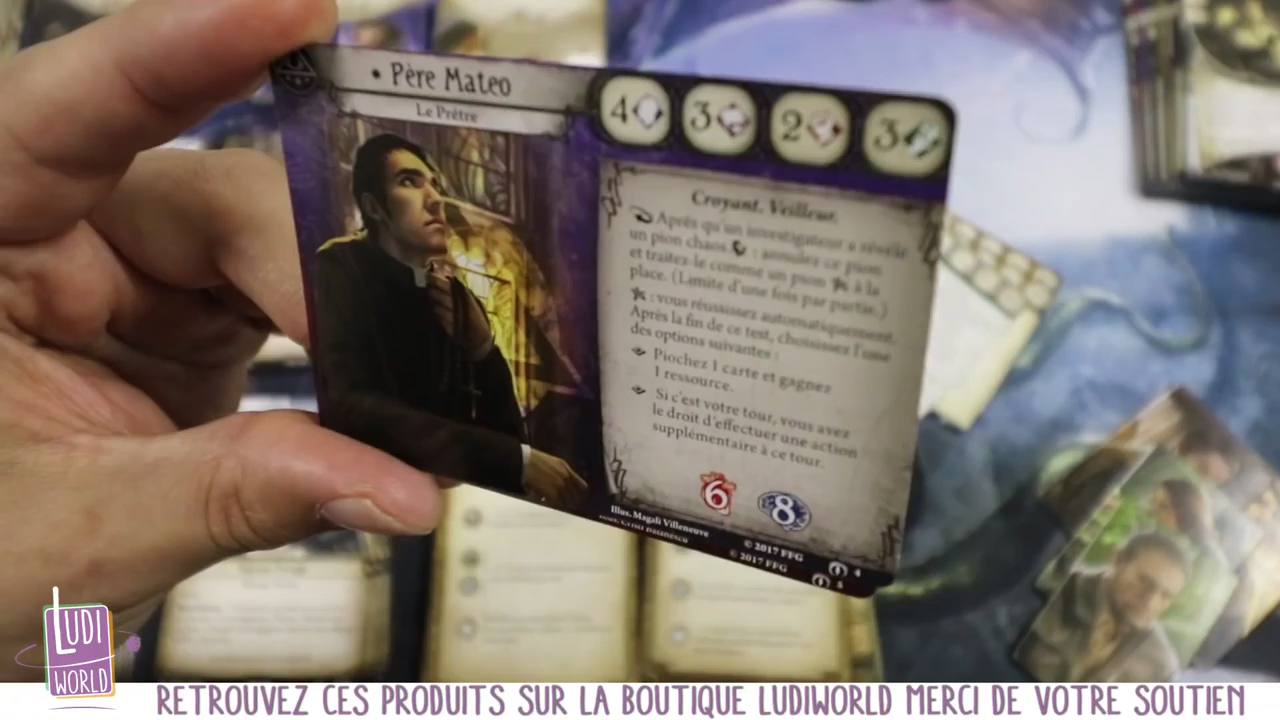 • Père Mateo
Le Prêtre
4 3 2 3
Croyant. Veilleur.
Après qu'un investigateur a révélé
un pion chaos : annulez ce pion
et traitez-le comme un pion à la
place. (Limite d'une fois par partie.)
: vous réussissez automatiquement.
Après la fin de ce test, choisissez l'une
des options suivantes :
Piochez 1 carte et gagnez
1 ressource.
Si c'est votre tour, vous avez
le droit d'effectuer une action
supplémentaire à ce tour.
6 8
Illus. Magali Villeneuve
© 2017 FFG 4
© 2017 FFG 5
LUDI
WORLD
RETROUVEZ CES PRODUITS SUR LA BOUTIQUE LUDIWORLD MERCI DE VOTRE SOUTIEN